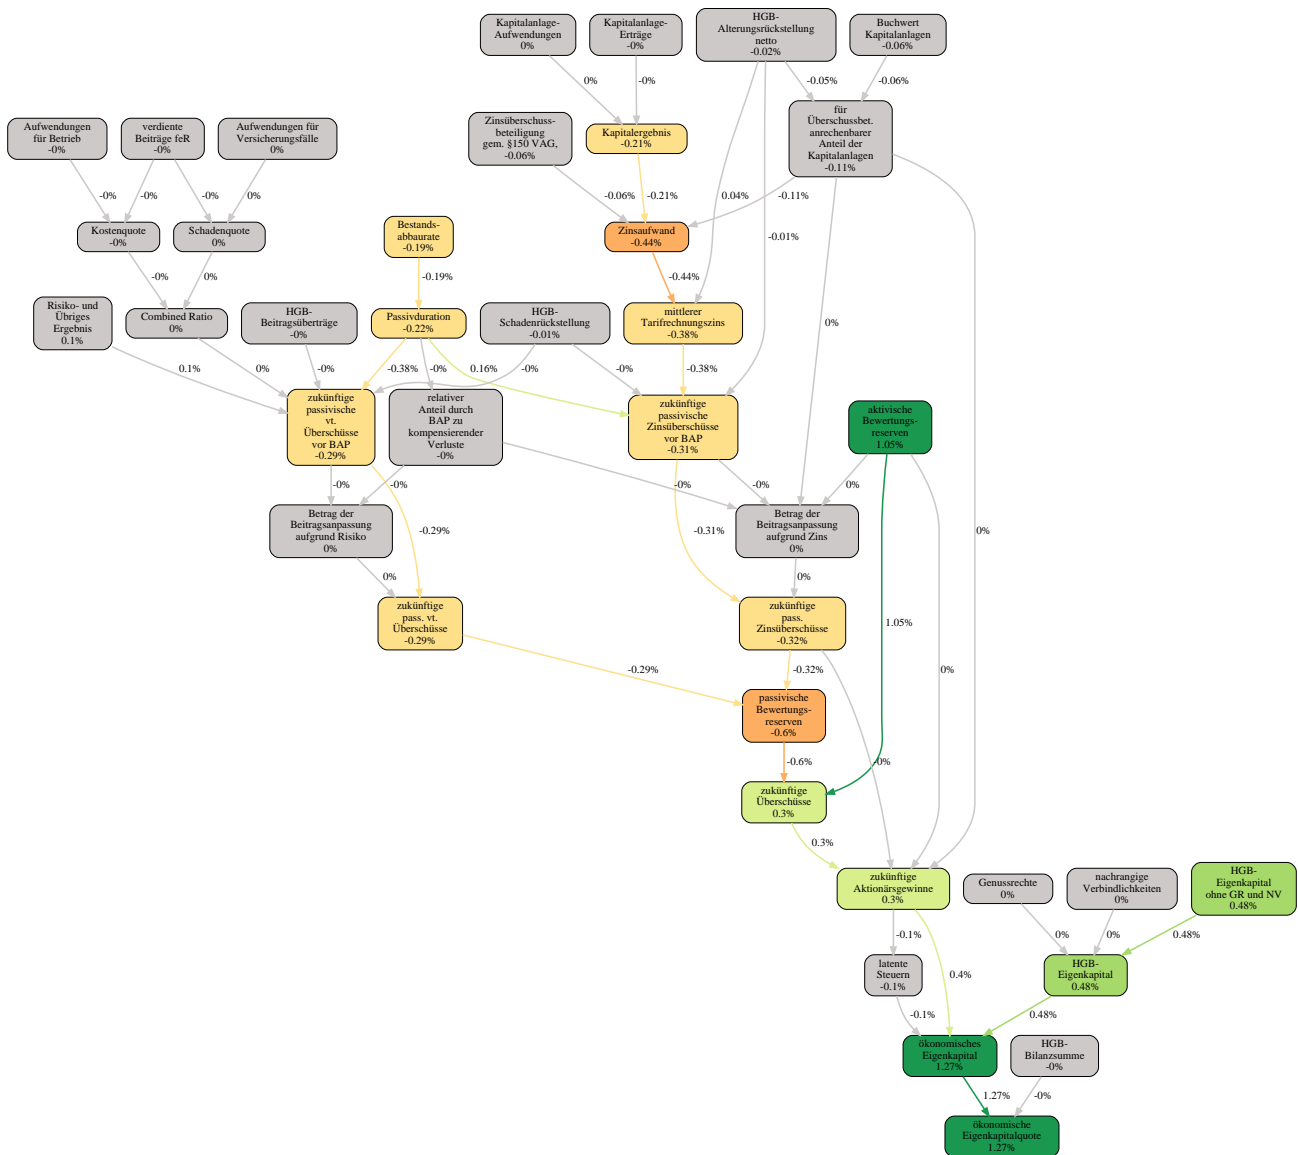 Kapitalanlage-
Aufwendungen
0%
Kapitalanlage-
Erträge
-0%
HGB-
Alterungsrückstellung
netto
-0.02%
Buchwert
Kapitalanlagen
-0.06%
0%
-0%
-0.05%
-0.06%
Aufwendungen
für Betrieb
-0%
verdiente
Beiträge feR
-0%
Aufwendungen für
Versicherungsfälle
0%
Zinsüberschuss-
beteiligung
gem. §150 VAG,
-0.06%
Kapitalergebnis
-0.21%
für
Überschussbet.
anrechenbarer
Anteil der
Kapitalanlagen
-0.11%
-0%
-0%
-0%
0%
-0.06%
-0.21%
0.04%
-0.11%
Kostenquote
-0%
Schadenquote
0%
Bestands-
abbaurate
-0.19%
Zinsaufwand
-0.44%
-0.01%
-0%
0%
-0.19%
-0.44%
Risiko- und
Übriges
Ergebnis
0.1%
Combined Ratio
0%
HGB-
Beitragsüberträge
-0%
Passivduration
-0.22%
HGB-
Schadenrückstellung
-0.01%
mittlerer
Tarifrechnungszins
-0.38%
0%
0.1%
0%
-0%
-0.38%
-0%
0.16%
-0%
-0%
-0.38%
zukünftige
passivische
vt.
Überschüsse
vor BAP
-0.29%
relativer
Anteil durch
BAP zu
kompensierender
Verluste
-0%
zukünftige
passivische
Zinsüberschüsse
vor BAP
-0.31%
aktivische
Bewertungs-
reserven
1.05%
-0%
-0%
-0%
-0%
0%
Betrag der
Beitragsanpassung
aufgrund Risiko
0%
-0.29%
-0.31%
Betrag der
Beitragsanpassung
aufgrund Zins
0%
0%
0%
0%
zukünftige
pass. vt.
Überschüsse
-0.29%
zukünftige
pass.
Zinsüberschüsse
-0.32%
1.05%
-0.29%
-0.32%
0%
passivische
Bewertungs-
reserven
-0.6%
-0.6%
-0%
zukünftige
Überschüsse
0.3%
0.3%
zukünftige
Aktionärsgewinne
0.3%
Genussrechte
0%
nachrangige
Verbindlichkeiten
0%
HGB-
Eigenkapital
ohne GR und NV
0.48%
-0.1%
0%
0%
0.48%
latente
Steuern
-0.1%
0.4%
HGB-
Eigenkapital
0.48%
-0.1%
0.48%
ökonomisches
Eigenkapital
1.27%
HGB-
Bilanzsumme
-0%
1.27%
-0%
ökonomische
Eigenkapitalquote
1.27%